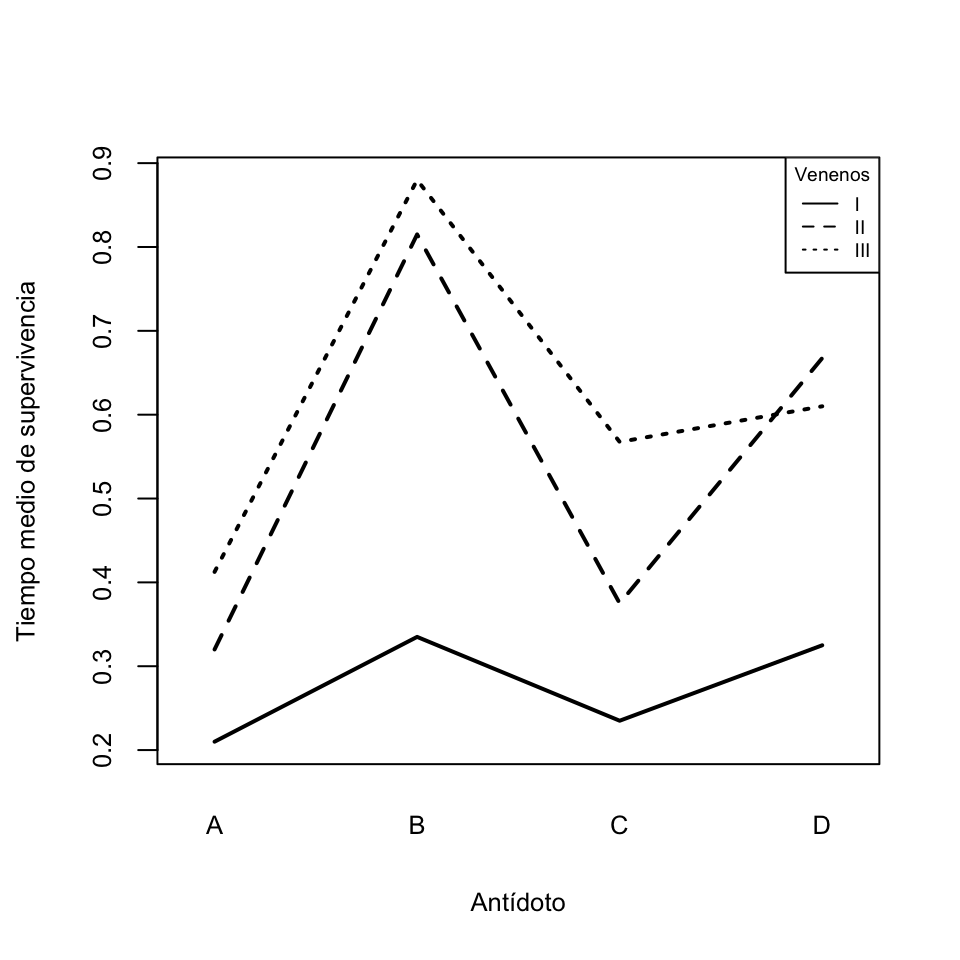 Tiempo medio de supervivencia
0.9
0.8
0.7
0.6
0.5
0.4
0.3
0.2
Venenos
I
II
III
A B C D
Antídoto